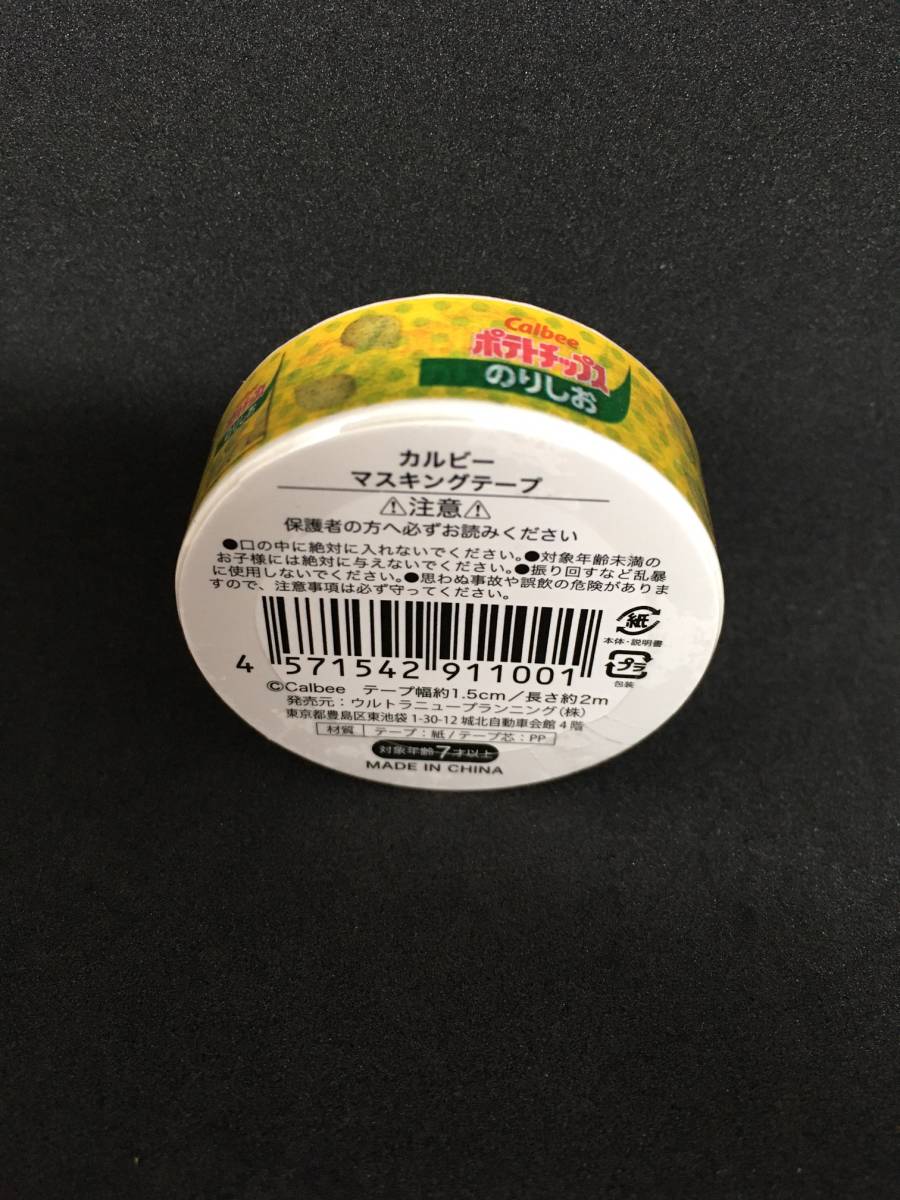 Calbee
ポテトチップス
のりしお
カルビー
マスキングテープ
⚠注意⚠
保護者の方へ必ずお読みください
●口の中に絶対に入れないでください。●対象年齢未満の
お子様には絶対に与えないでください。●振り回すなど乱暴
に使用しないでください。●思わぬ事故や誤飲の危険がありま
すので、注意事項は必ず守ってください。
紙
本体・説明書
プラ
包装
4 571542 911001
©Calbee テープ幅約1.5cm/長さ約2m
発売元:ウルトラニュープランニング(株)
東京都豊島区東池袋1-30-12 城北自動車会館4階
材質 テープ:紙/テープ芯:PP
対象年齢7才以上
MADE IN CHINA